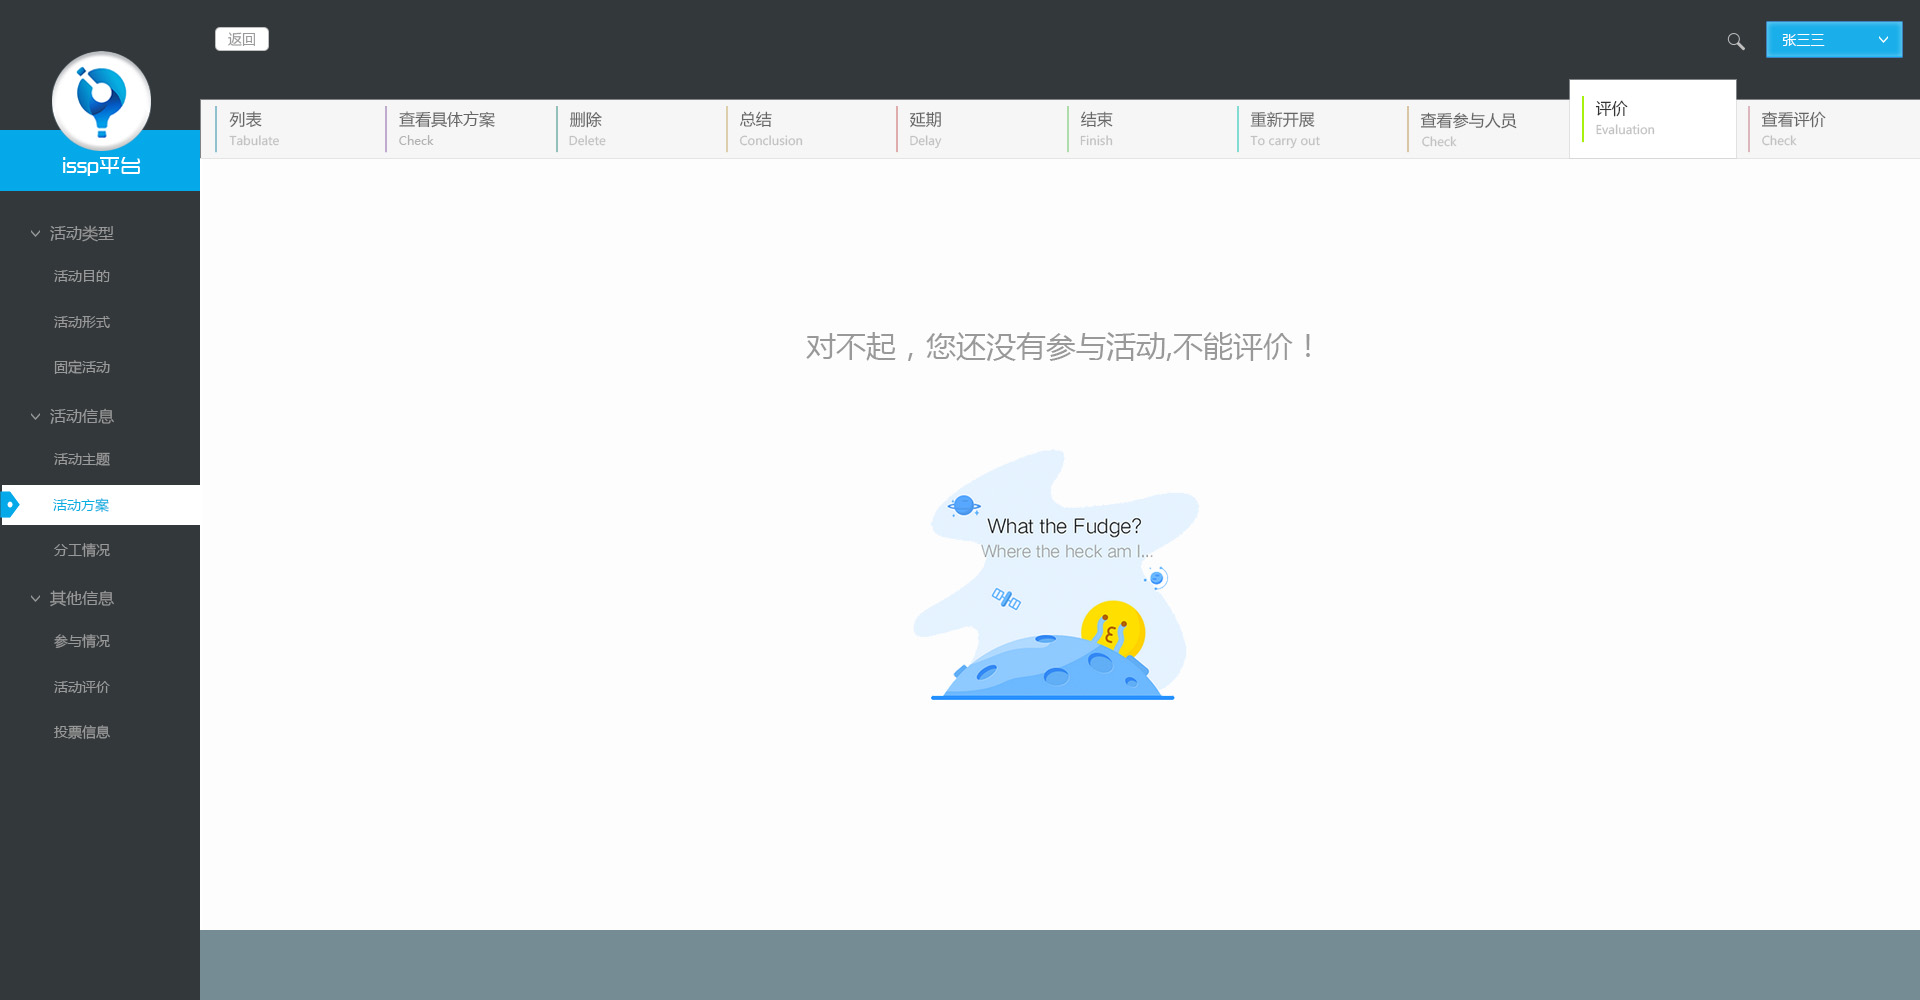 返回
张三三
issp平台
列表
Tabulate
查看具体方案
Check
删除
Delete
总结
Conclusion
延期
Delay
结束
Finish
重新开展
To carry out
查看参与人员
Check
评价
Evaluation
查看评价
Check
活动类型
活动目的
活动形式
固定活动
活动信息
活动主题
活动方案
分工情况
其他信息
参与情况
活动评价
投票信息
对不起，您还没有参与活动,不能评价！
What the Fudge?
Where the heck am I...